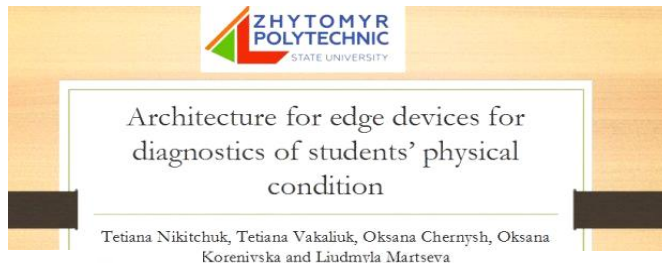 ZHYTOMYR
POLYTECHNIC
STATE UNIVERSITY
Architecture for edge devices for
diagnostics of students’ physical
condition
Tetiana Nikitchuk, Tetiana Vakaliuk, Oksana Chernysh, Oksana
Korenivska and Liudmyla Martseva